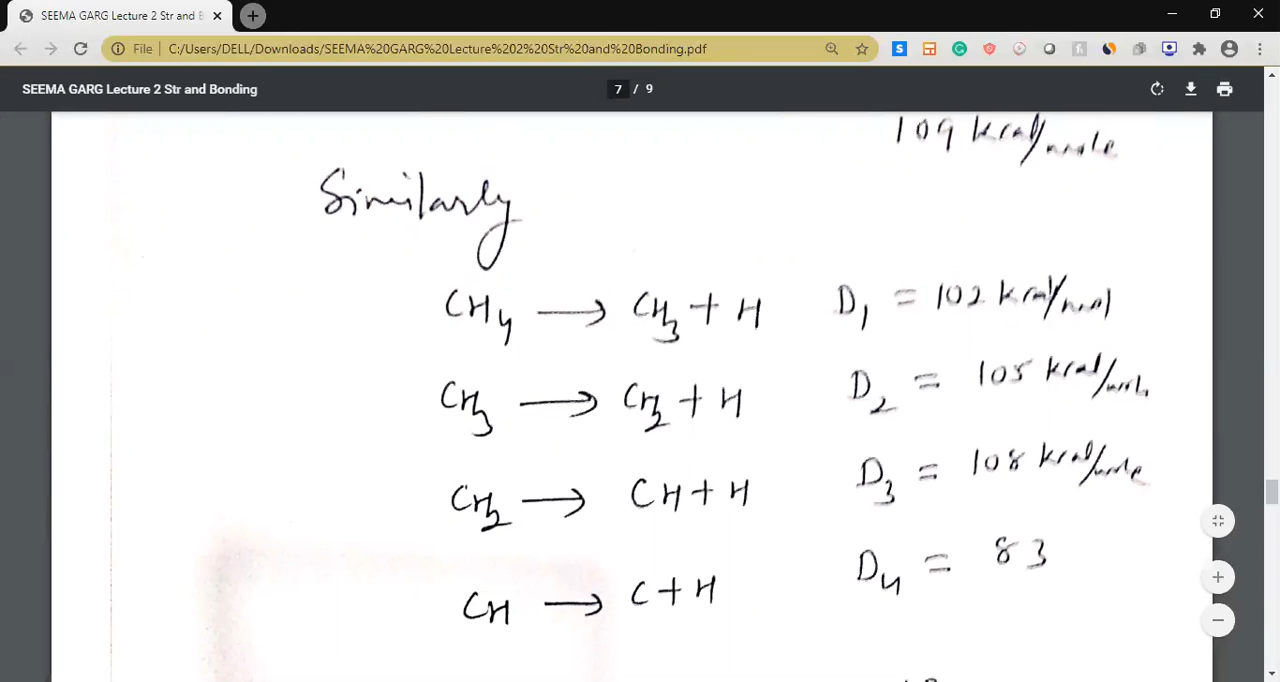 SEEMA GARG Lecture 2 Str and B
File | C:/Users/DELL/Downloads/SEEMA%20GARG%20Lecture%202%20Str%20and%20Bonding.pdf
SEEMA GARG Lecture 2 Str and Bonding 7 / 9
109 kcal/mole
Similarly
CH4 → CH3 + H D1 = 102 kcal/mol
CH3 → CH2 + H D2 = 105 kcal/mole
CH2 → CH + H D3 = 108 kcal/mole
CH → C + H D4 = 83